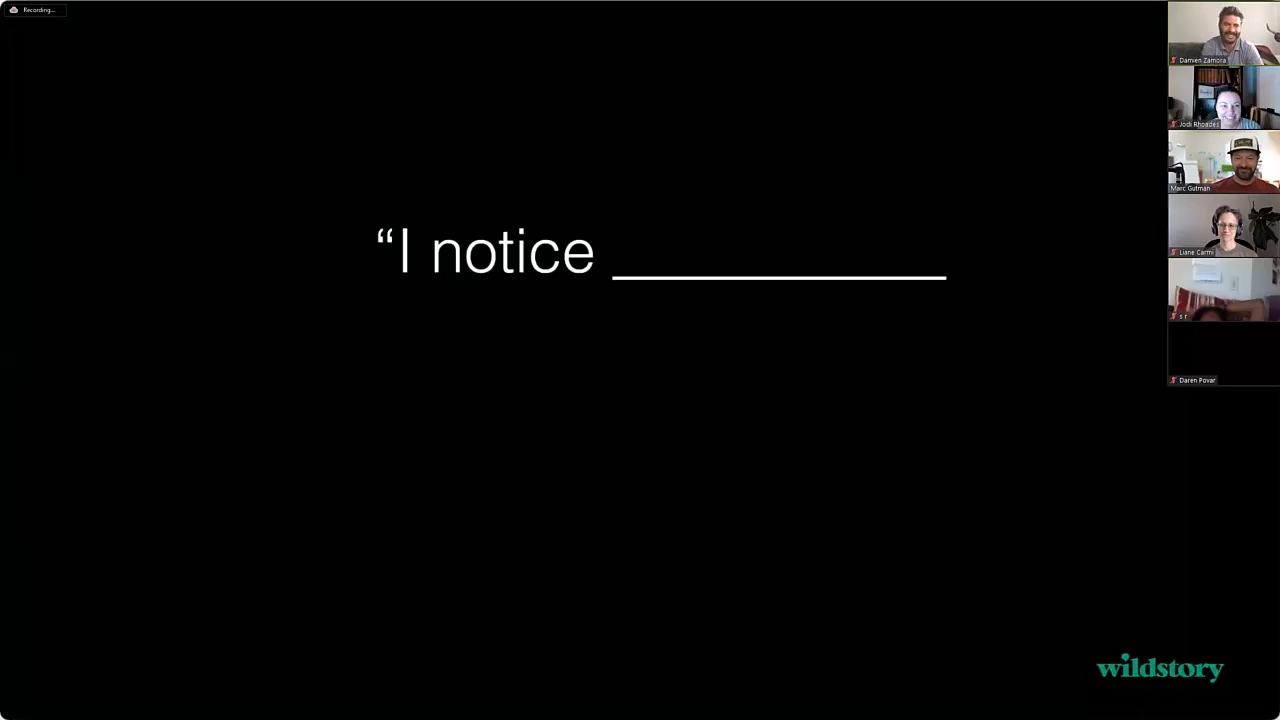 Recording...
“I notice ___________
Damien Zamora
Jodi Rhoades
Marc Gutman
Liane Carmi
s r
Daren Povar
wildstory